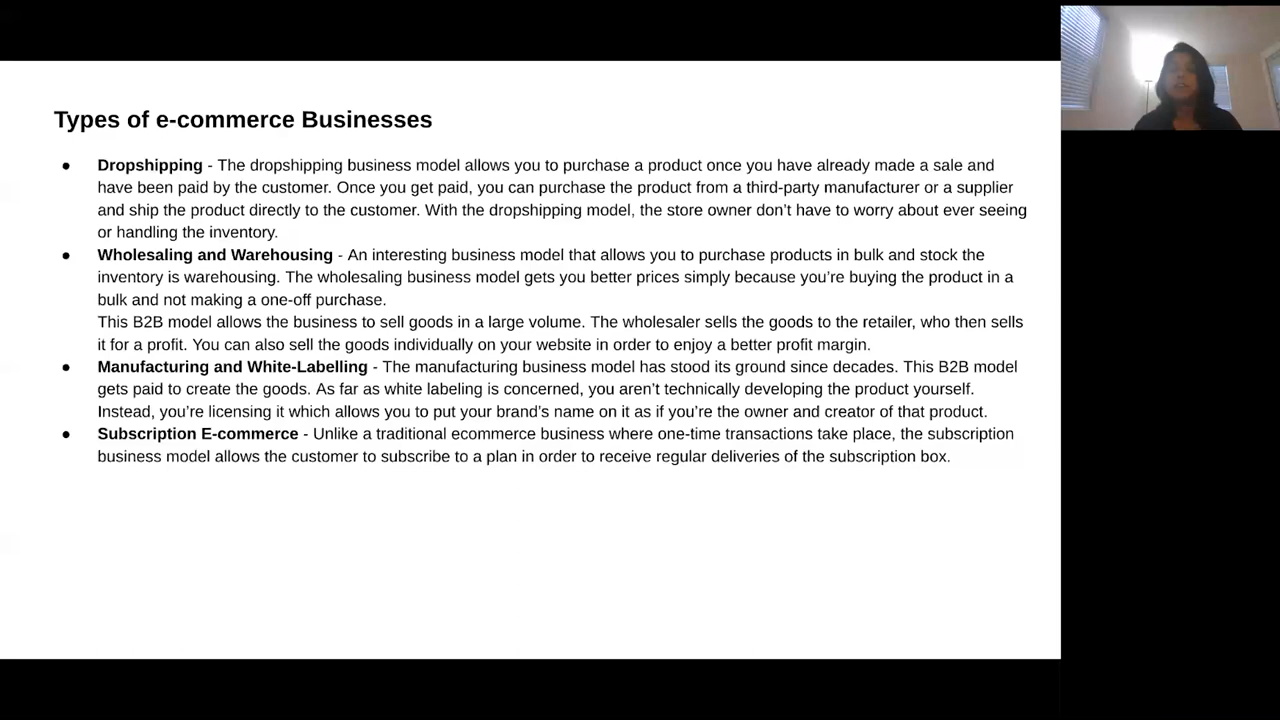 Types of e-commerce Businesses
● Dropshipping - The dropshipping business model allows you to purchase a product once you have already made a sale and
have been paid by the customer. Once you get paid, you can purchase the product from a third-party manufacturer or a supplier
and ship the product directly to the customer. With the dropshipping model, the store owner don't have to worry about ever seeing
or handling the inventory.
● Wholesaling and Warehousing - An interesting business model that allows you to purchase products in bulk and stock the
inventory is warehousing. The wholesaling business model gets you better prices simply because you're buying the product in a
bulk and not making a one-off purchase.
This B2B model allows the business to sell goods in a large volume. The wholesaler sells the goods to the retailer, who then sells
it for a profit. You can also sell the goods individually on your website in order to enjoy a better profit margin.
● Manufacturing and White-Labelling - The manufacturing business model has stood its ground since decades. This B2B model
gets paid to create the goods. As far as white labeling is concerned, you aren't technically developing the product yourself.
Instead, you're licensing it which allows you to put your brand's name on it as if you're the owner and creator of that product.
● Subscription E-commerce - Unlike a traditional ecommerce business where one-time transactions take place, the subscription
business model allows the customer to subscribe to a plan in order to receive regular deliveries of the subscription box.